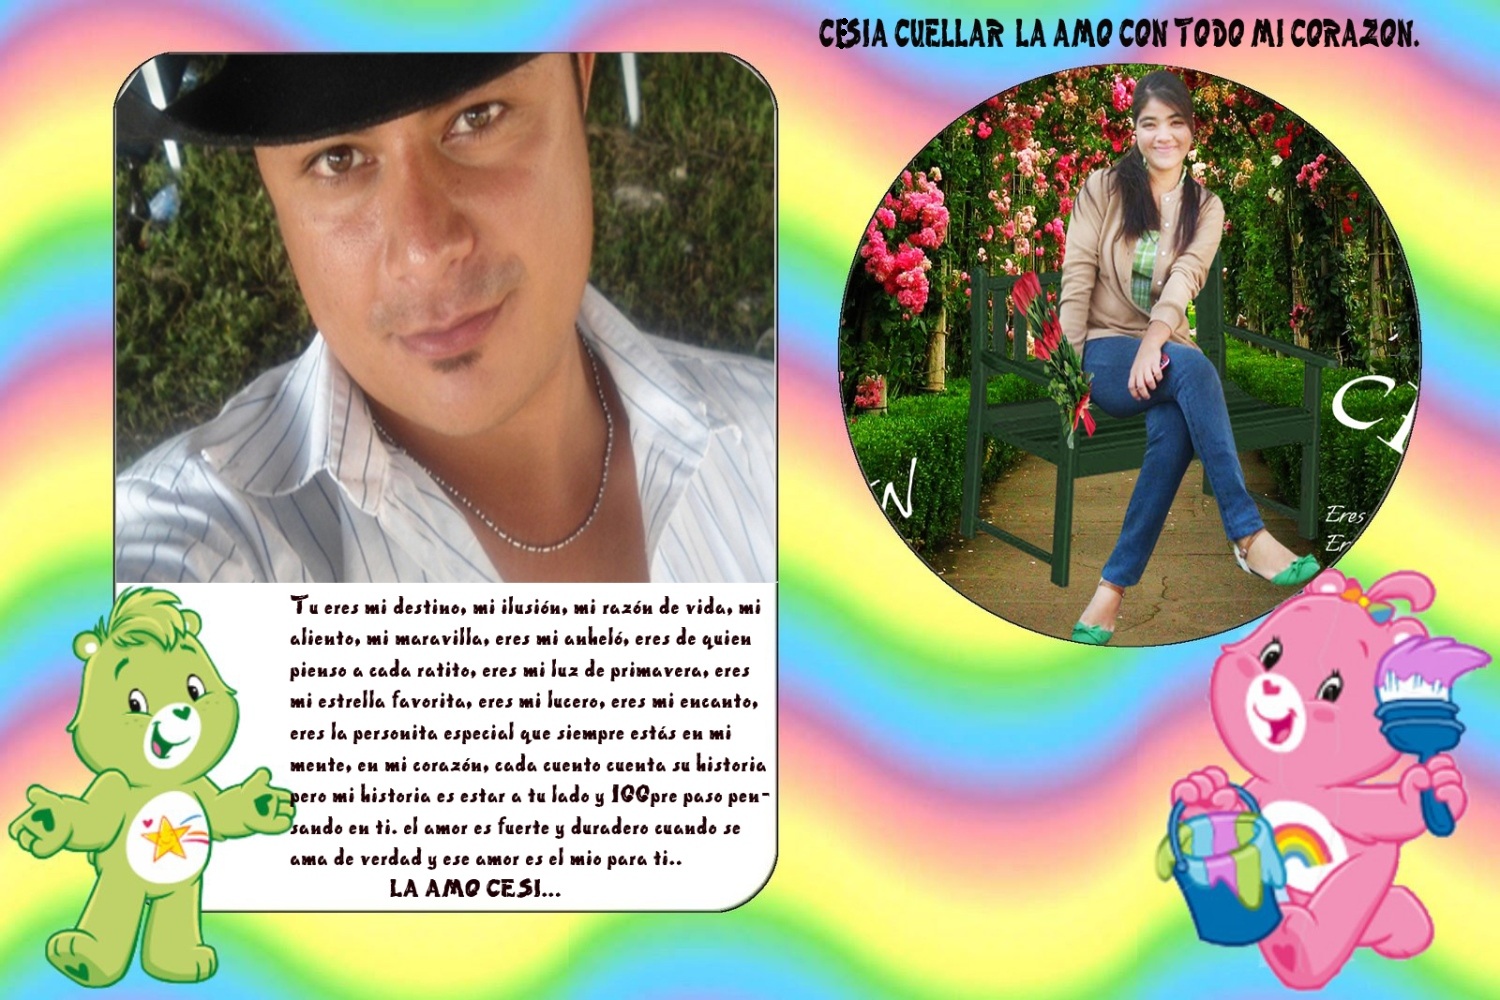 CESIA CUELLAR LA AMO CON TODO MI CORAZON.
Tu eres mi destino, mi ilusión, mi razón de vida, mi
aliento, mi maravilla, eres mi anheló, eres de quien
pienso a cada ratito, eres mi luz de primavera, eres
mi estrella favorita, eres mi lucero, eres mi encanto,
eres la personita especial que siempre estás en mi
mente, en mi corazón, cada cuento cuenta su historia
pero mi historia es estar a tu lado y 100pre paso pen-
sando en ti. el amor es fuerte y duradero cuando se
ama de verdad y ese amor es el mio para ti..
LA AMO CESI...
Eres